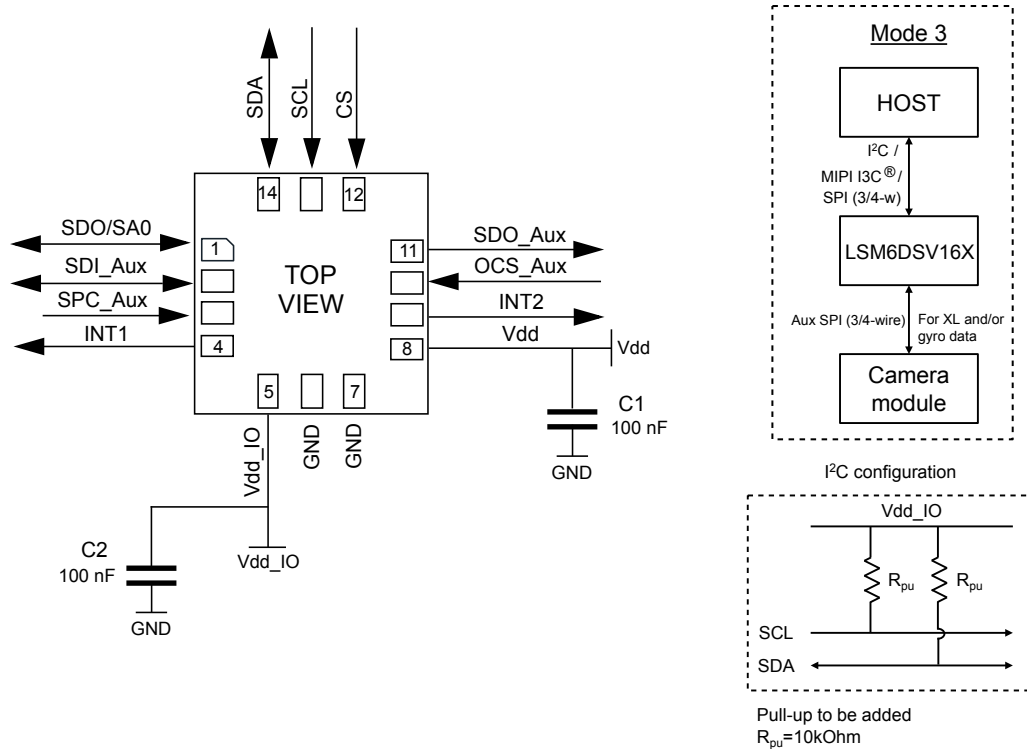 SDA
SCL
CS
14
12
SDO/SA0
SDI_Aux
SPC_Aux
INT1
1
4
TOP
VIEW
11
8
SDO_Aux
OCS_Aux
INT2
Vdd
Vdd
5
7
Vdd_IO
GND
GND
C1
100 nF
GND
C2
100 nF
GND
Vdd_IO
Mode 3
HOST
I²C /
MIPI I3C® /
SPI (3/4-w)
LSM6DSV16X
Aux SPI (3/4-wire)
For XL and/or
gyro data
Camera
module
I²C configuration
Vdd_IO
Rpu
Rpu
SCL
SDA
Pull-up to be added
Rpu=10kOhm